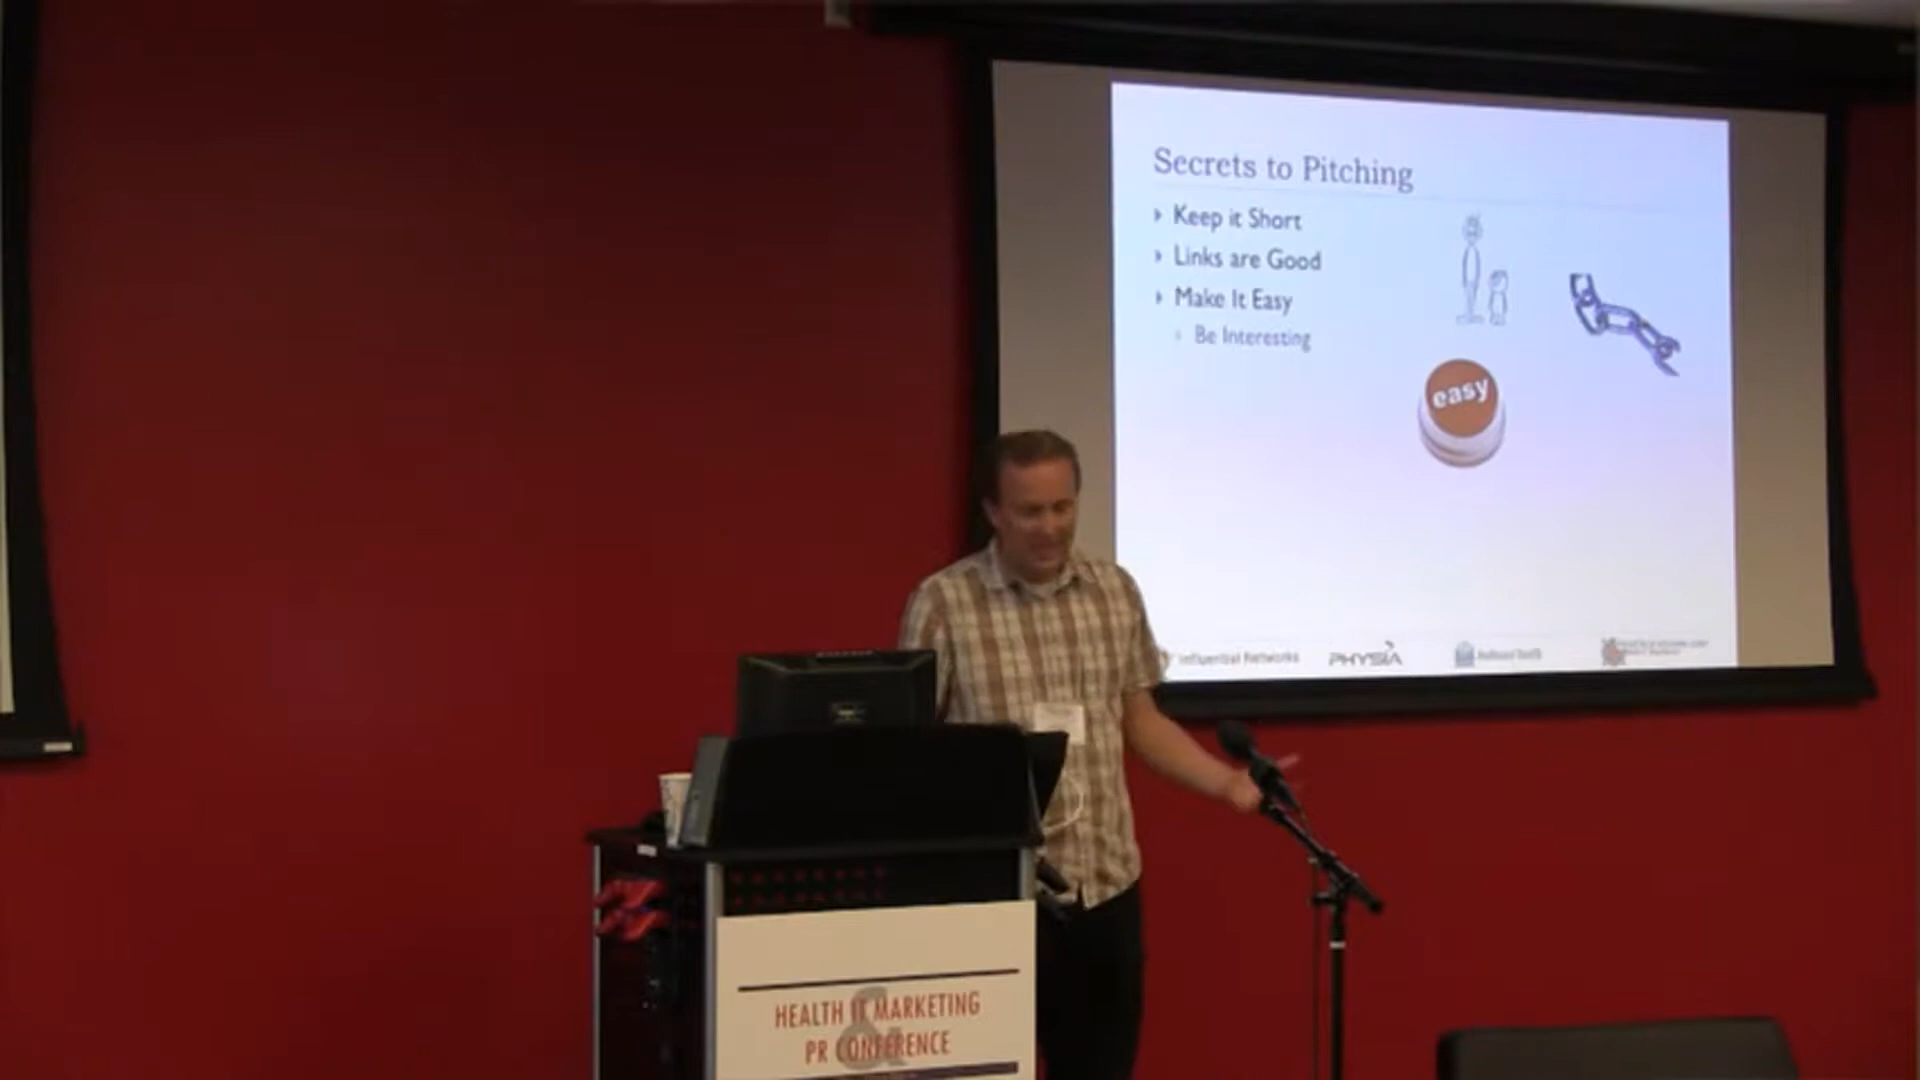 Secrets to Pitching
Keep it Short
Links are Good
Make It Easy
Be Interesting
easy
Influential Networks
PHYSIA
HEALTH IT MARKETING
&
PR CONFERENCE